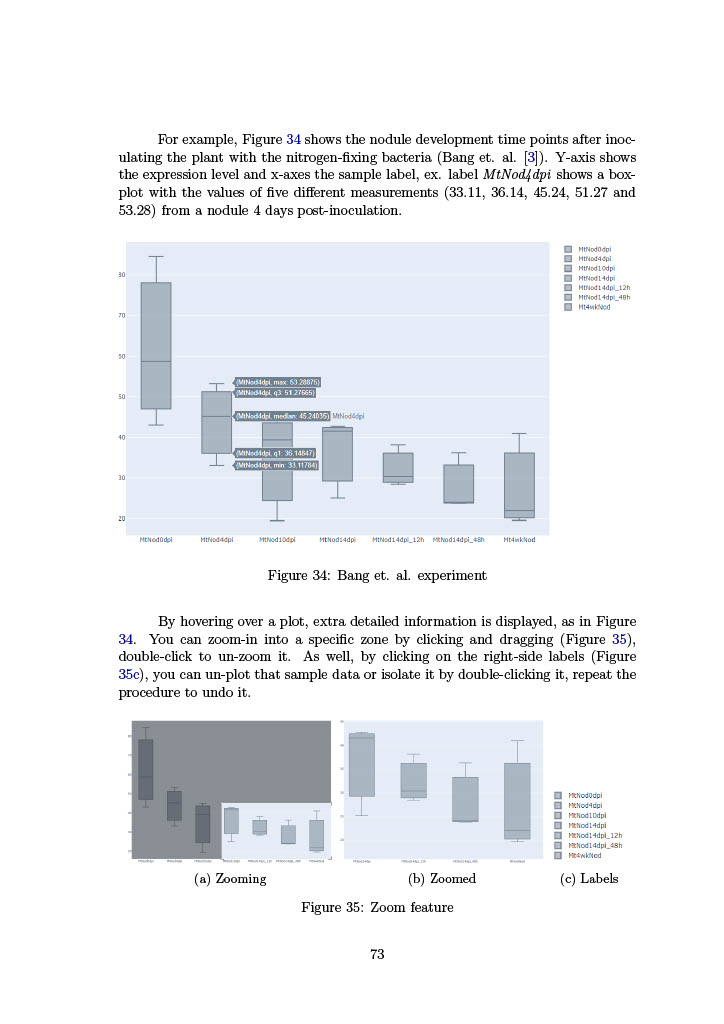 For example, Figure 34 shows the nodule development time points after inoc-
ulating the plant with the nitrogen-fixing bacteria (Bang et. al. [3]). Y-axis shows
the expression level and x-axes the sample label, ex. label MtNod4dpi shows a box-
plot with the values of five different measurements (33.11, 36.14, 45.24, 51.27 and
53.28) from a nodule 4 days post-inoculation.
MtNod0dpi
MtNod4dpi
MtNod10dpi
MtNod14dpi
MtNod14dpi_12h
MtNod14dpi_48h
Mt4wkNod
80
70
60
50
40
30
20
(MtNod4dpi, max: 53.28875)
(MtNod4dpi, q3: 51.27665)
(MtNod4dpi, median: 45.24035) MtNod4dpi
(MtNod4dpi, q1: 36.14847)
(MtNod4dpi, min: 33.11784)
MtNod0dpi MtNod4dpi MtNod10dpi MtNod14dpi MtNod14dpi_12h MtNod14dpi_48h Mt4wkNod
Figure 34: Bang et. al. experiment
By hovering over a plot, extra detailed information is displayed, as in Figure
34. You can zoom-in into a specific zone by clicking and dragging (Figure 35),
double-click to un-zoom it. As well, by clicking on the right-side labels (Figure
35c), you can un-plot that sample data or isolate it by double-clicking it, repeat the
procedure to undo it.
MtNod0dpi
MtNod4dpi
MtNod10dpi
MtNod14dpi
MtNod14dpi_12h
MtNod14dpi_48h
Mt4wkNod
(a) Zooming
(b) Zoomed
(c) Labels
Figure 35: Zoom feature
73